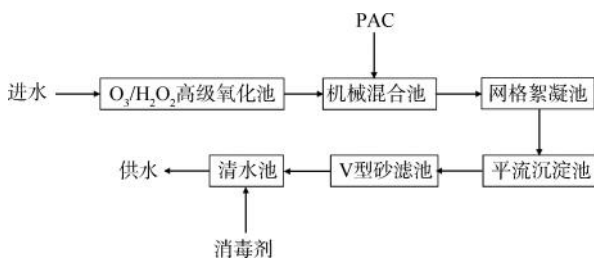 PAC
进水
O₃/H₂O₂高级氧化池
机械混合池
网格絮凝池
供水
清水池
V型砂滤池
平流沉淀池
消毒剂